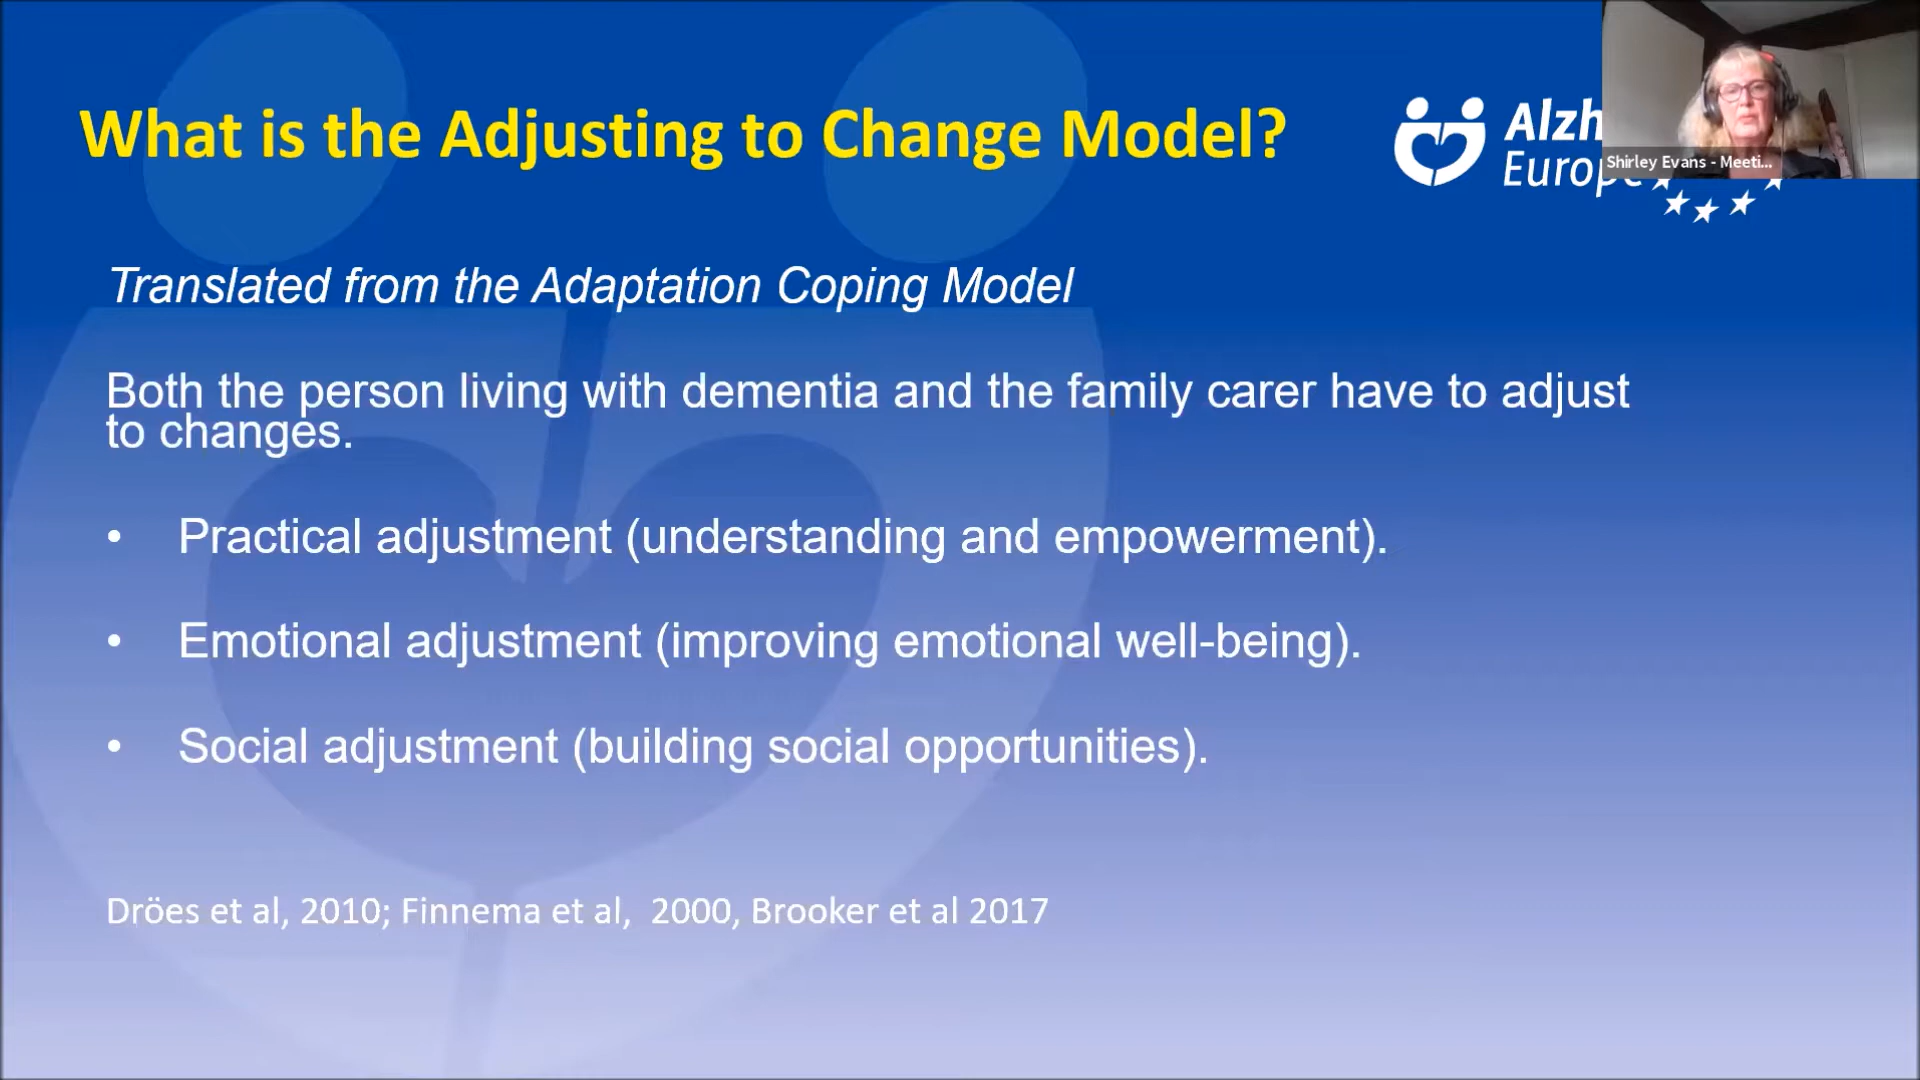 What is the Adjusting to Change Model?
Alzh
Europe
Shirley Evans - Meeti...
Translated from the Adaptation Coping Model
Both the person living with dementia and the family carer have to adjust
to changes.
• Practical adjustment (understanding and empowerment).
• Emotional adjustment (improving emotional well-being).
• Social adjustment (building social opportunities).
Dröes et al, 2010; Finnema et al,  2000, Brooker et al 2017